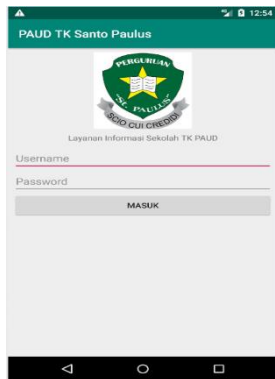 12:54
PAUD TK Santo Paulus
PERGURUAN
St. PAULUS
SCIO CUI CREDIDI
Layanan Informasi Sekolah TK PAUD
Username
Password
MASUK